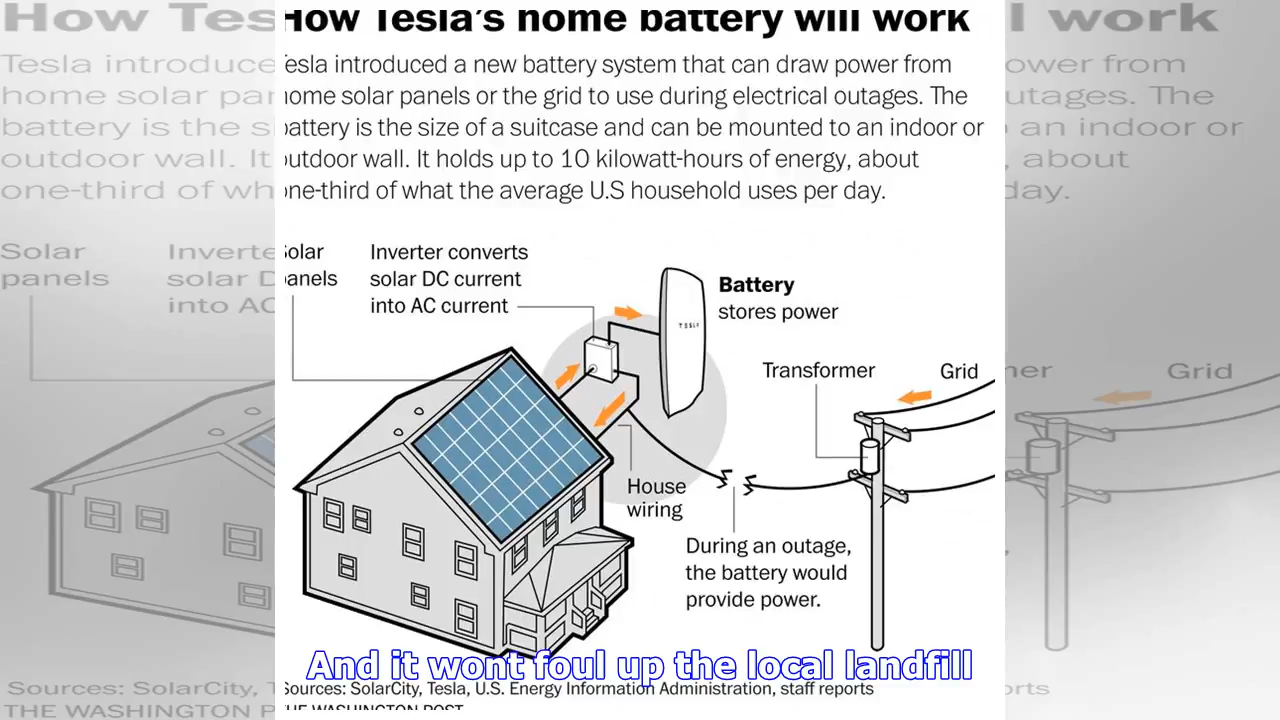 How Tesla's home battery will work
Tesla introduced a new battery system that can draw power from
home solar panels or the grid to use during electrical outages. The
battery is the size of a suitcase and can be mounted to an indoor or
outdoor wall. It holds up to 10 kilowatt-hours of energy, about
one-third of what the average U.S household uses per day.
Solar
panels
Inverter converts
solar DC current
into AC current
Battery
stores power
TESLA
Transformer
Grid
House
wiring
During an outage,
the battery would
provide power.
And it wont foul up the local landfill
Sources: SolarCity, Tesla, U.S. Energy Information Administration, staff reports
THE WASHINGTON POST